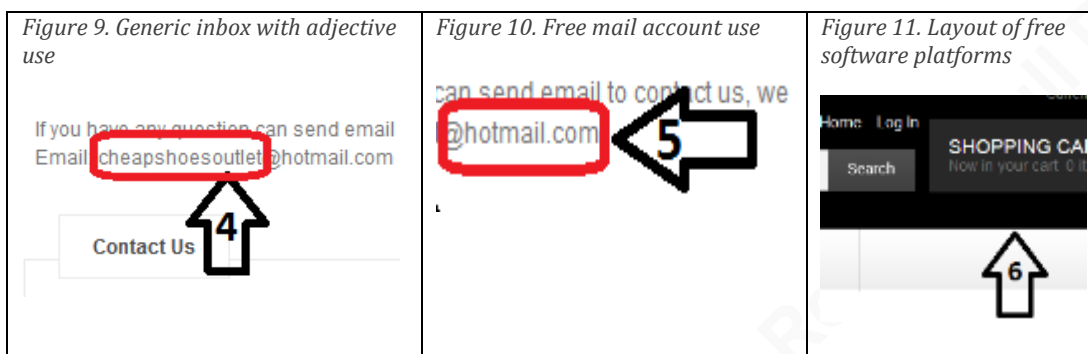 Figure 9. Generic inbox with adjective
use
If you have any question can send email
Email: cheapshoesoutlet@hotmail.com
4
Contact Us
Figure 10. Free mail account use
can send email to contact us, we
@hotmail.com
5
Figure 11. Layout of free
software platforms
Home Log In
Search
SHOPPING CA
Now in your cart 0 it
6